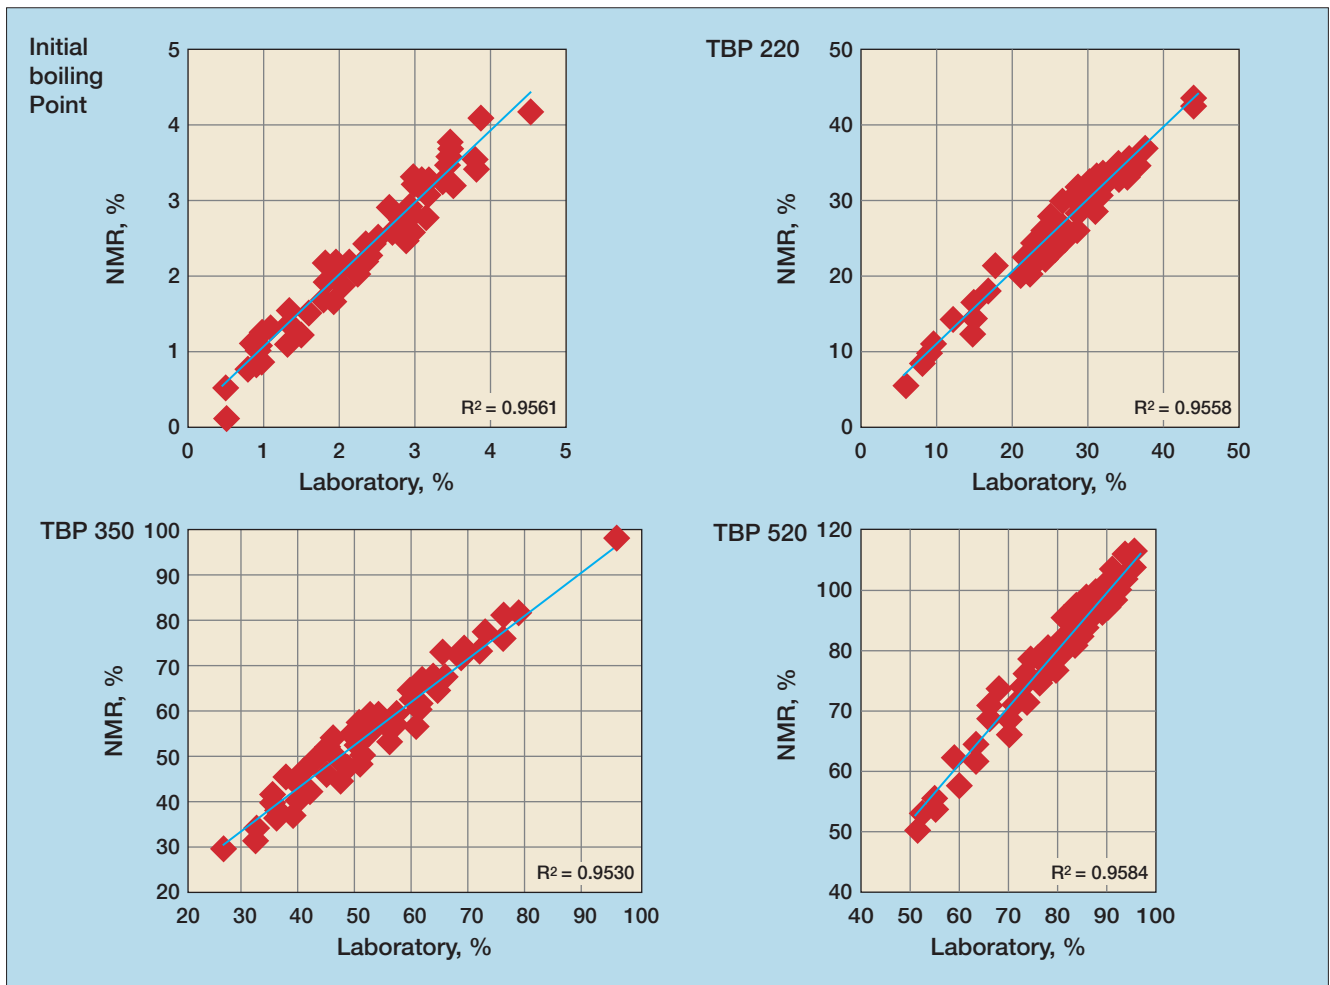 Initial
boiling
Point
5
4
3
2
1
0
NMR, %
R² = 0.9561
0 1 2 3 4 5
Laboratory, %
TBP 220
50
40
30
20
10
0
NMR, %
R² = 0.9558
0 10 20 30 40 50
Laboratory, %
TBP 350
100
90
80
70
60
50
40
30
20
NMR, %
R² = 0.9530
20 30 40 50 60 70 80 90 100
Laboratory, %
TBP 520
120
100
80
70
60
50
40
NMR, %
R² = 0.9584
40 50 60 70 80 90 100
Laboratory, %